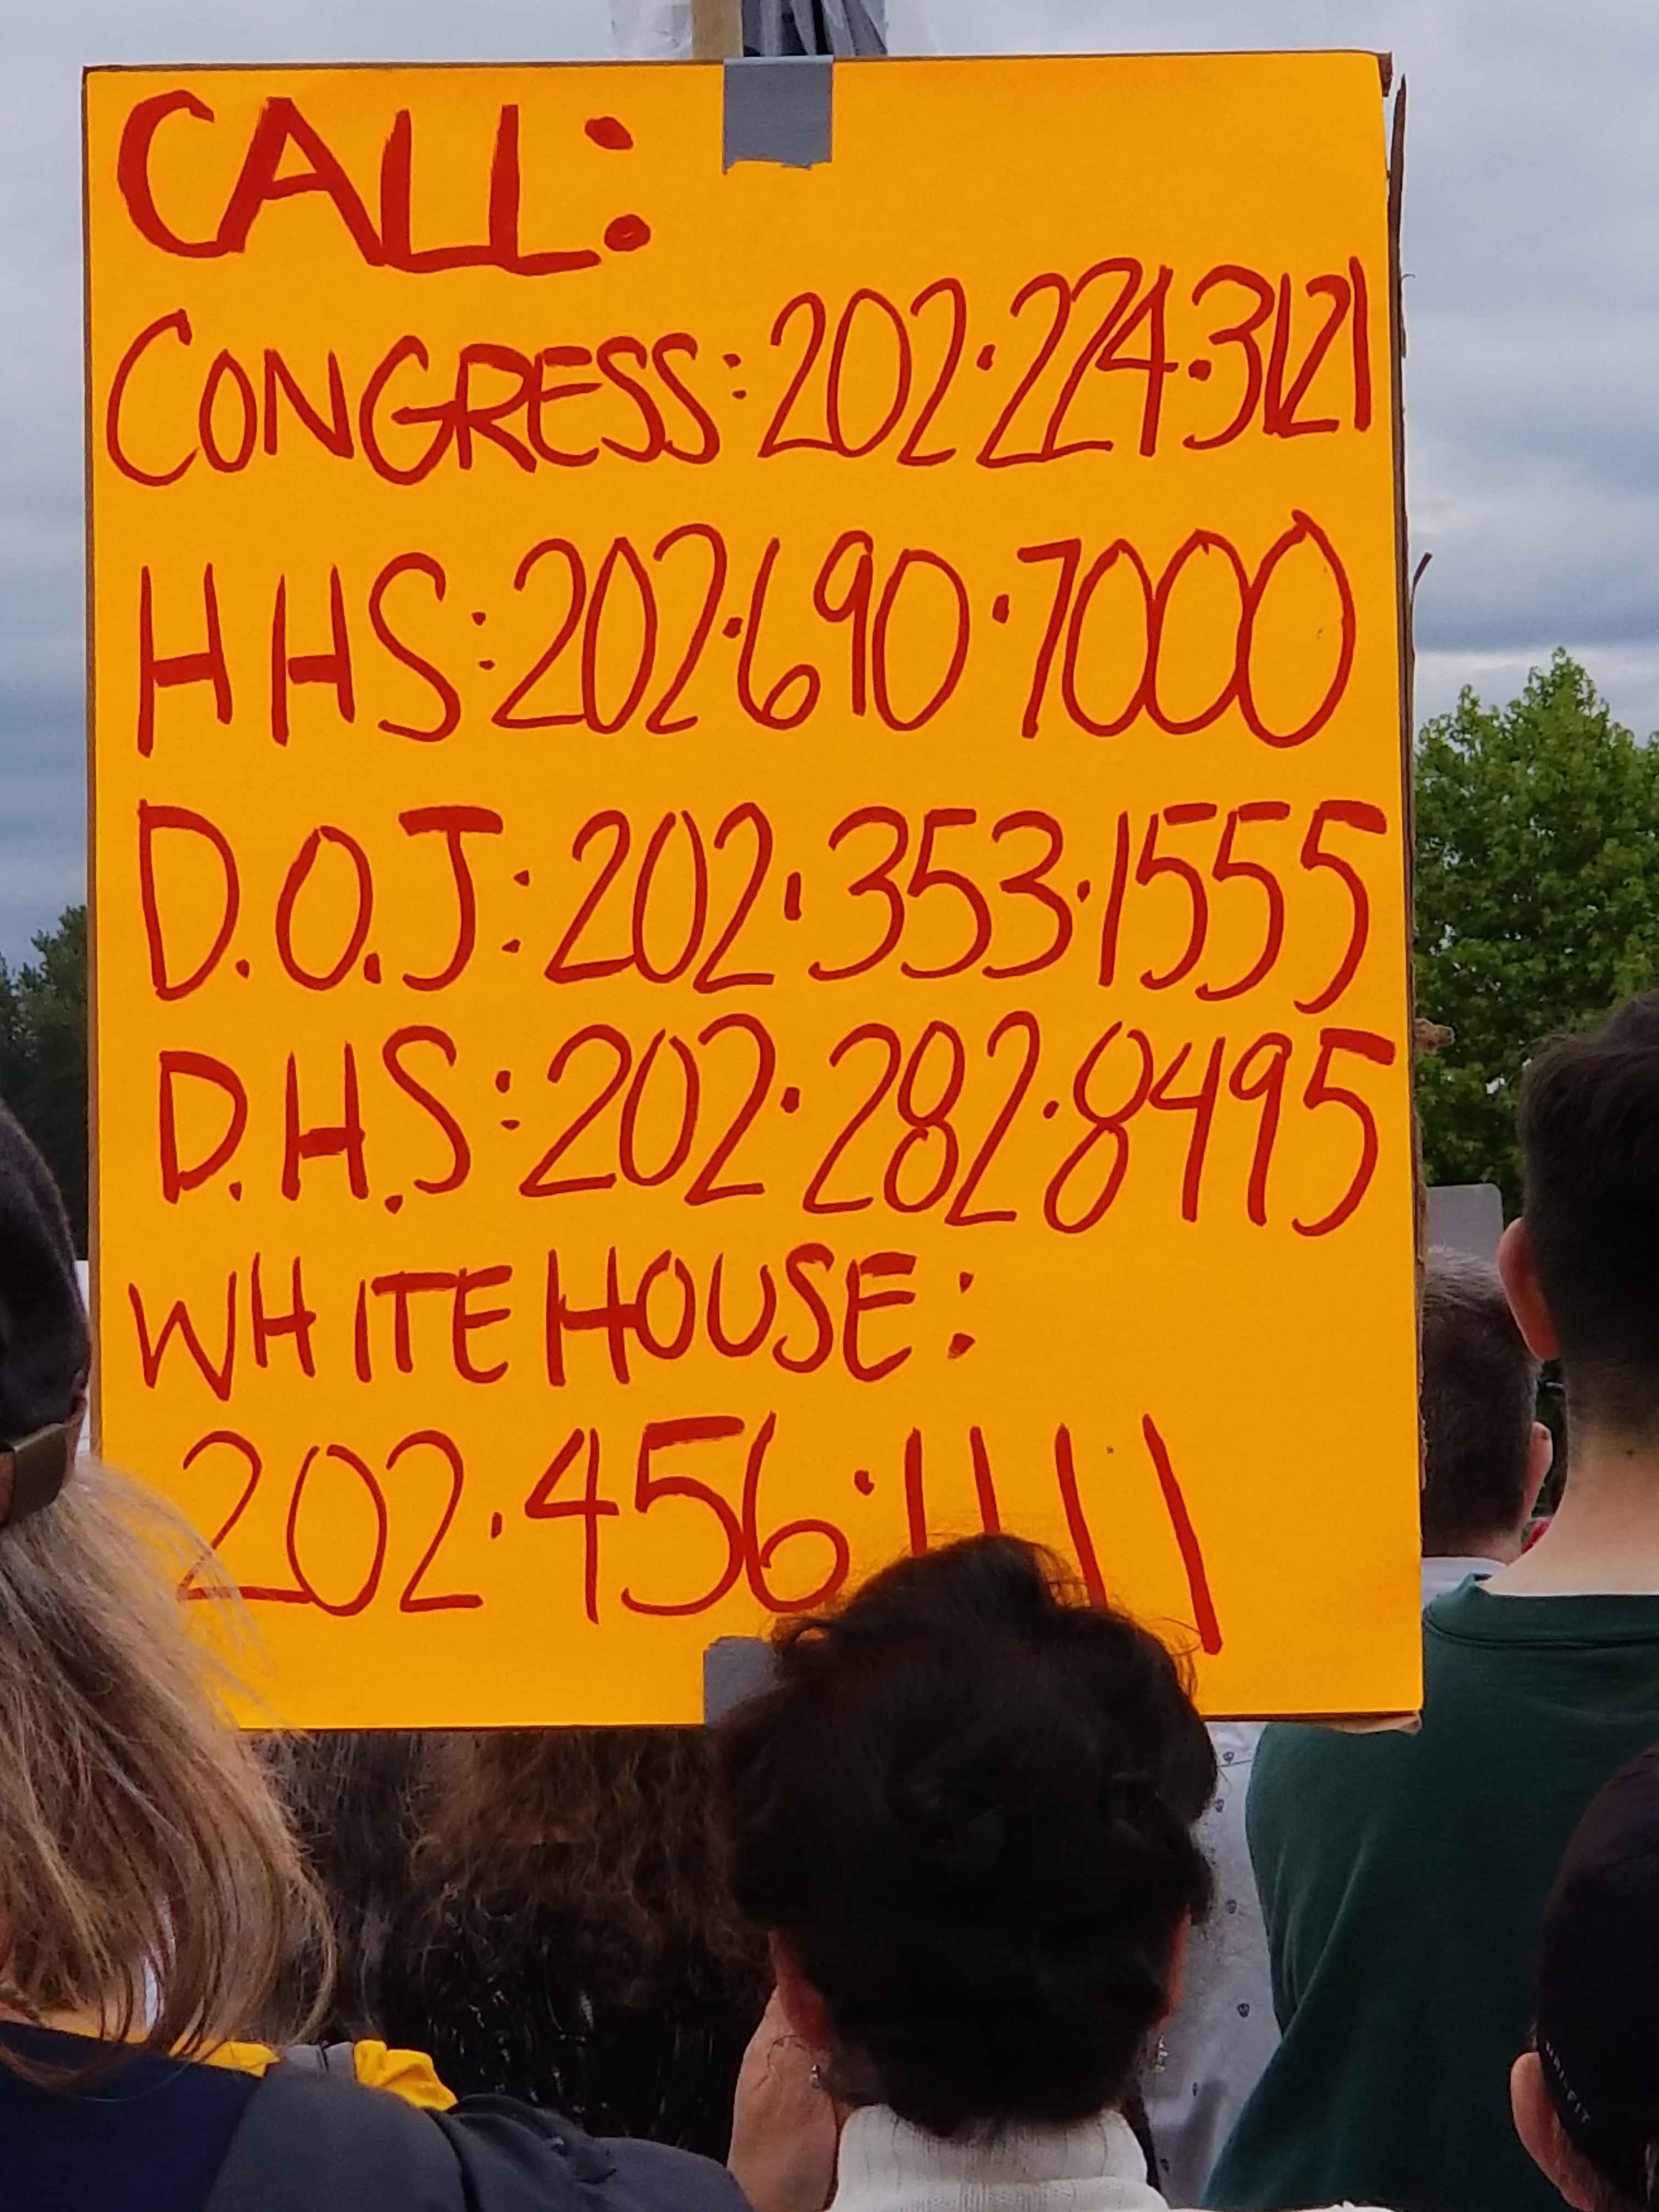 CALL:
CONGRESS: 202·224·3121
HHS: 202·690·7000
D.O.J: 202·353·1555
D.H.S: 202·282·8495
WHITE HOUSE:
202·456·1111